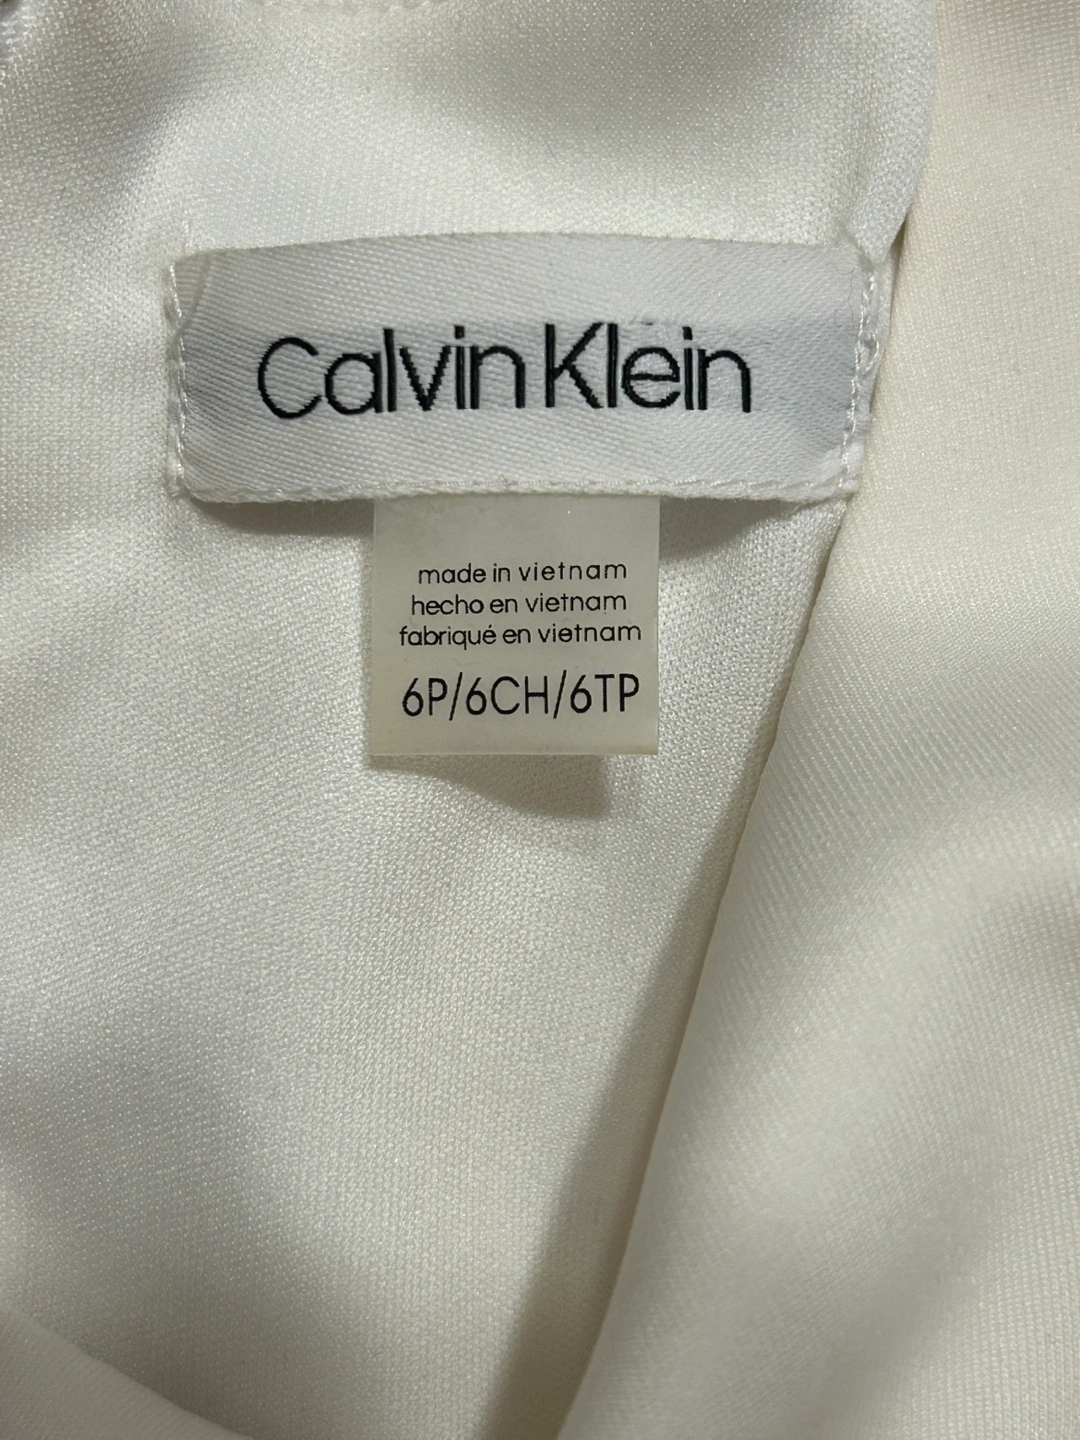 Calvin Klein
made in vietnam
hecho en vietnam
fabriqué en vietnam
6P/6CH/6TP